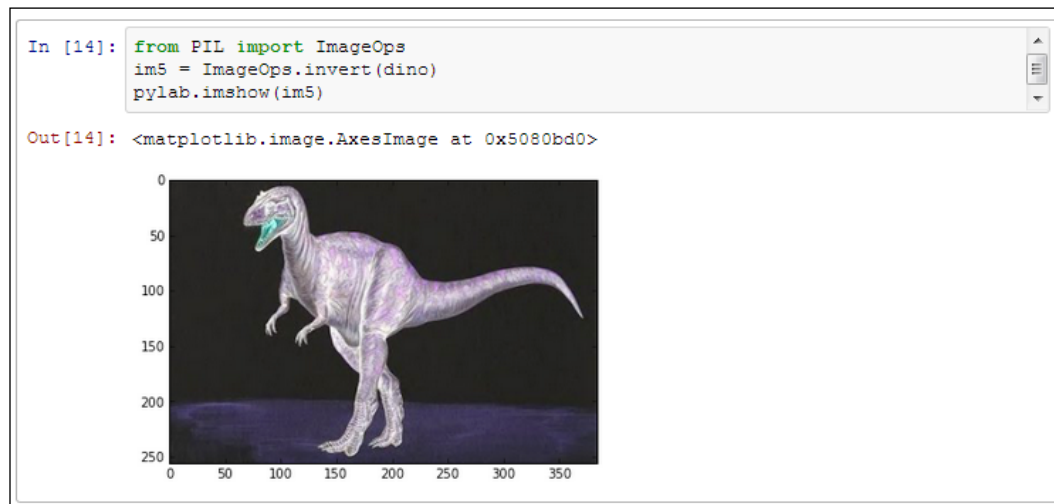 In [14]: from PIL import ImageOps
im5 = ImageOps.invert(dino)
pylab.imshow(im5)
Out[14]: <matplotlib.image.AxesImage at 0x5080bd0>
0
50
100
150
200
250
0 50 100 150 200 250 300 350